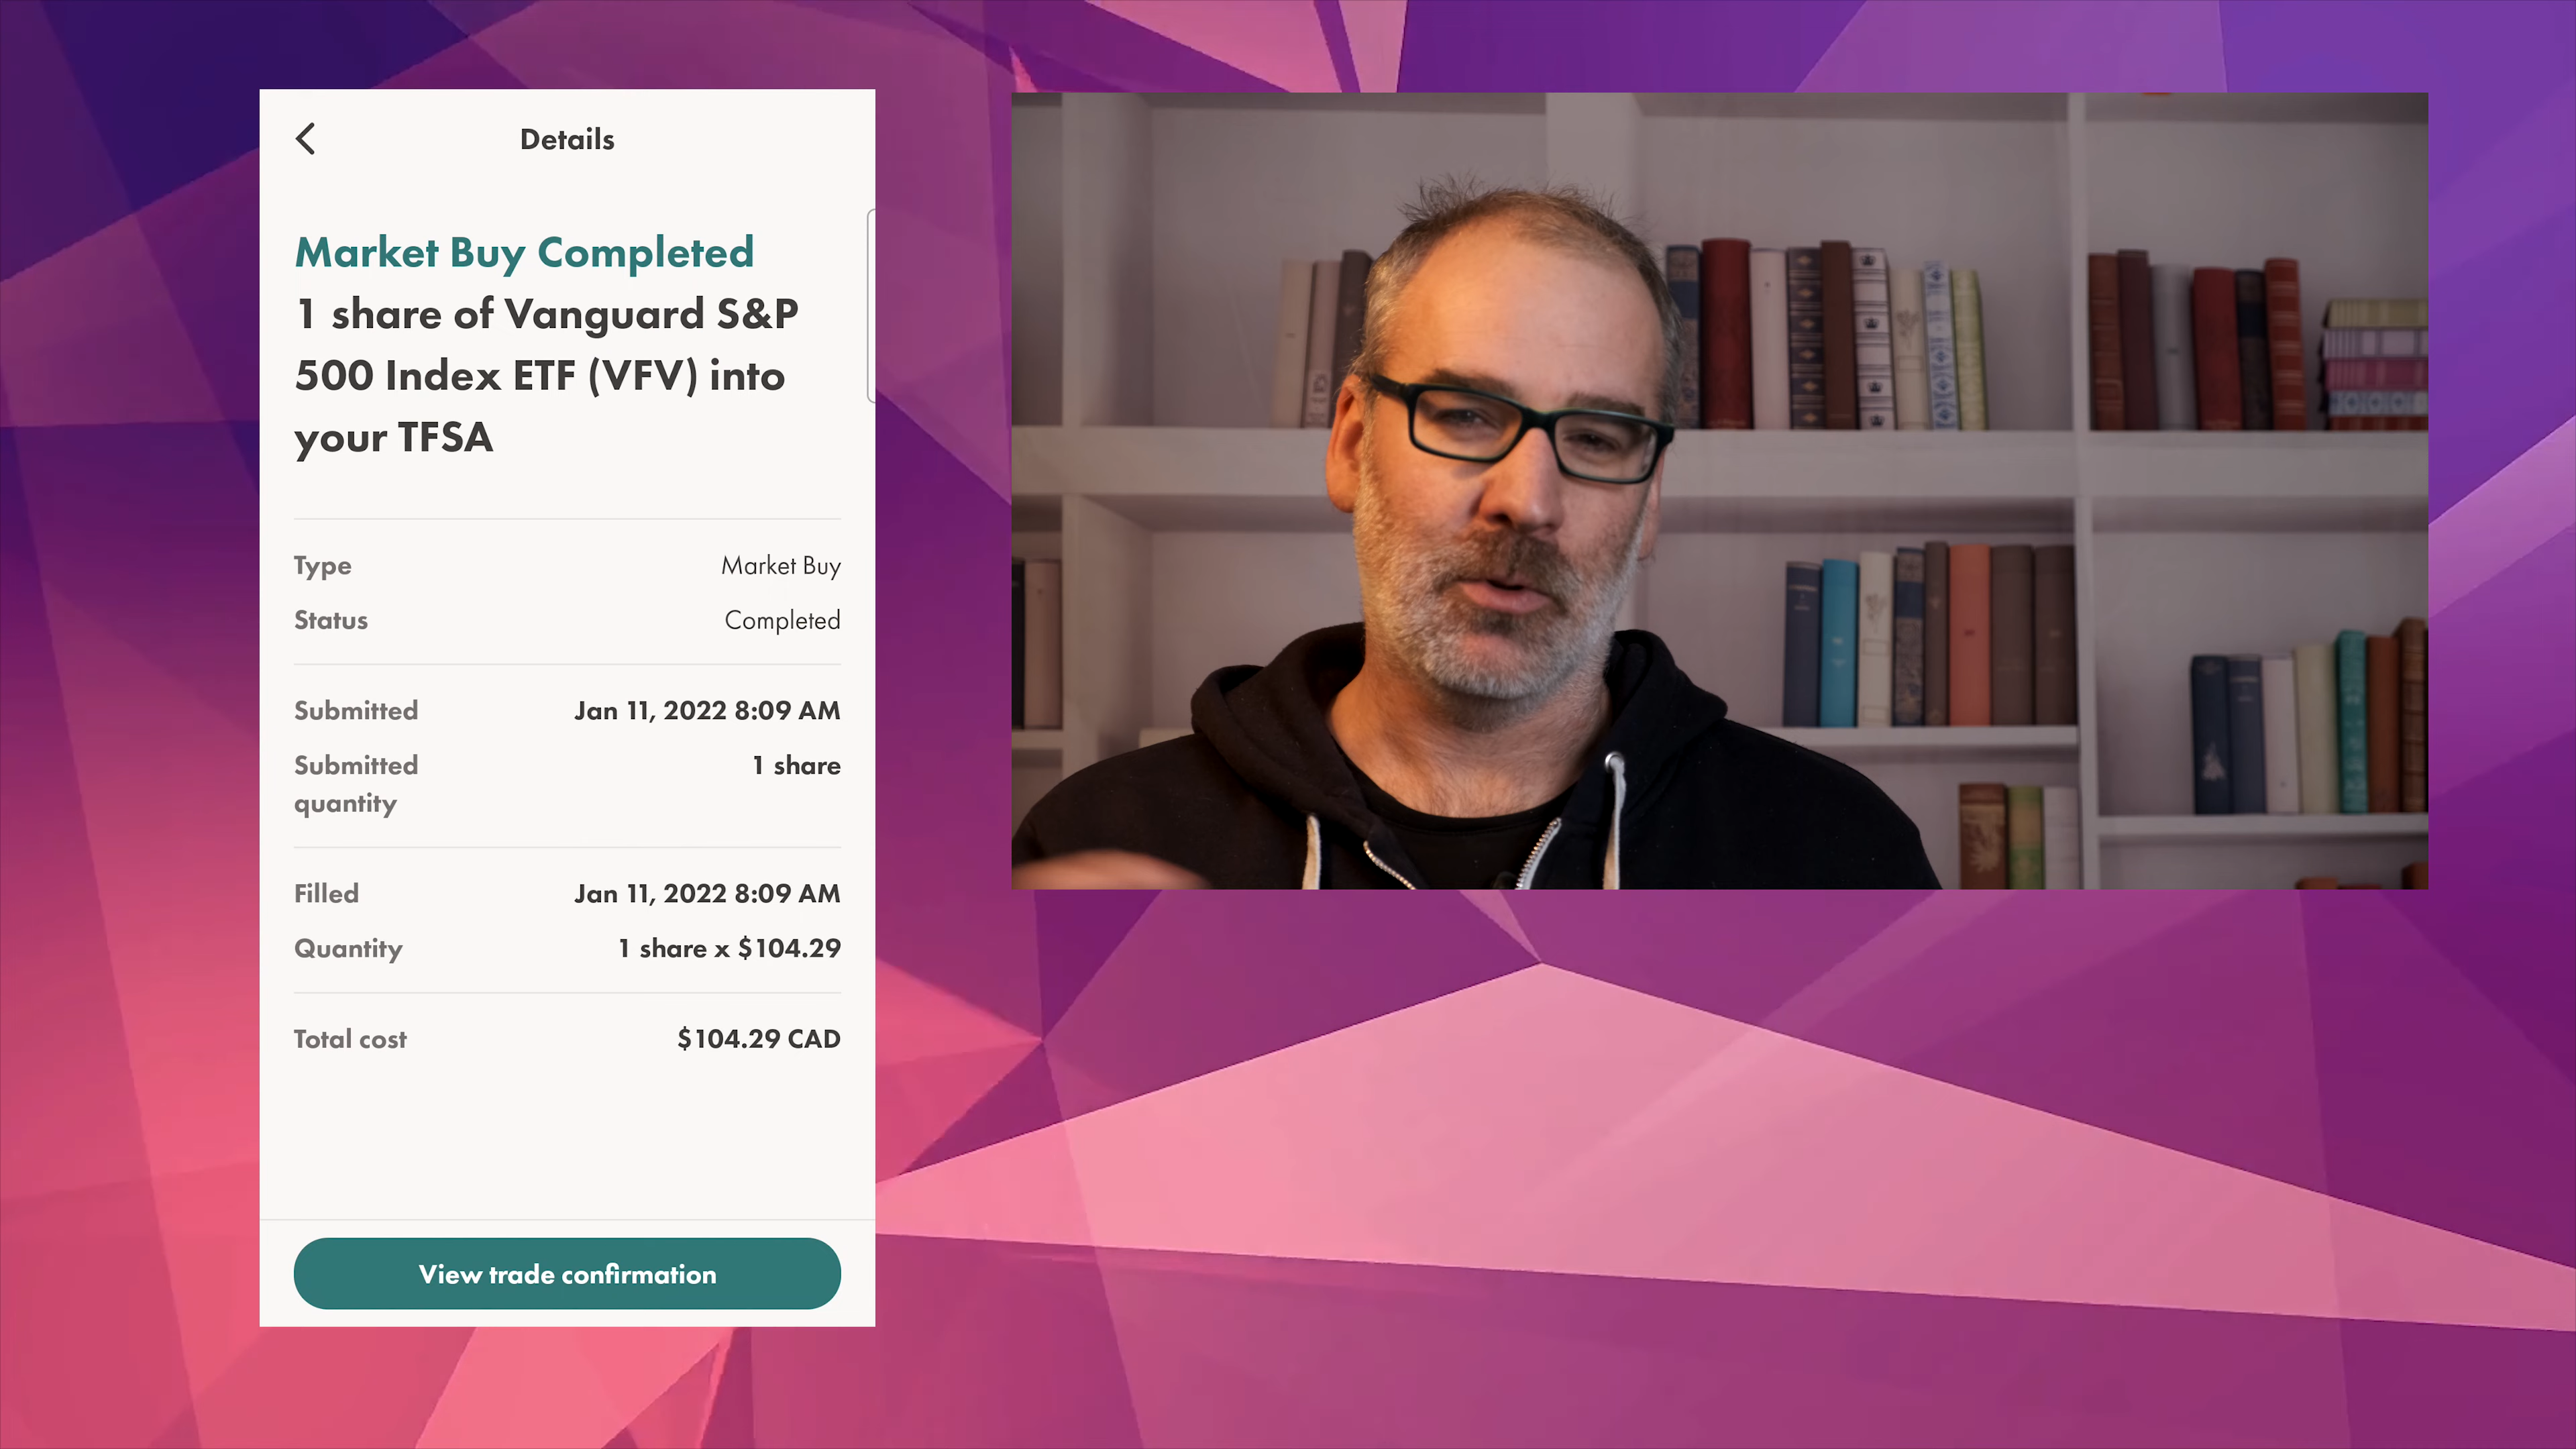 Details
Market Buy Completed
1 share of Vanguard S&P
500 Index ETF (VFV) into
your TFSA
Type Market Buy
Status Completed
Submitted Jan 11, 2022 8:09 AM
Submitted 1 share
quantity
Filled Jan 11, 2022 8:09 AM
Quantity 1 share x $104.29
Total cost $104.29 CAD
View trade confirmation